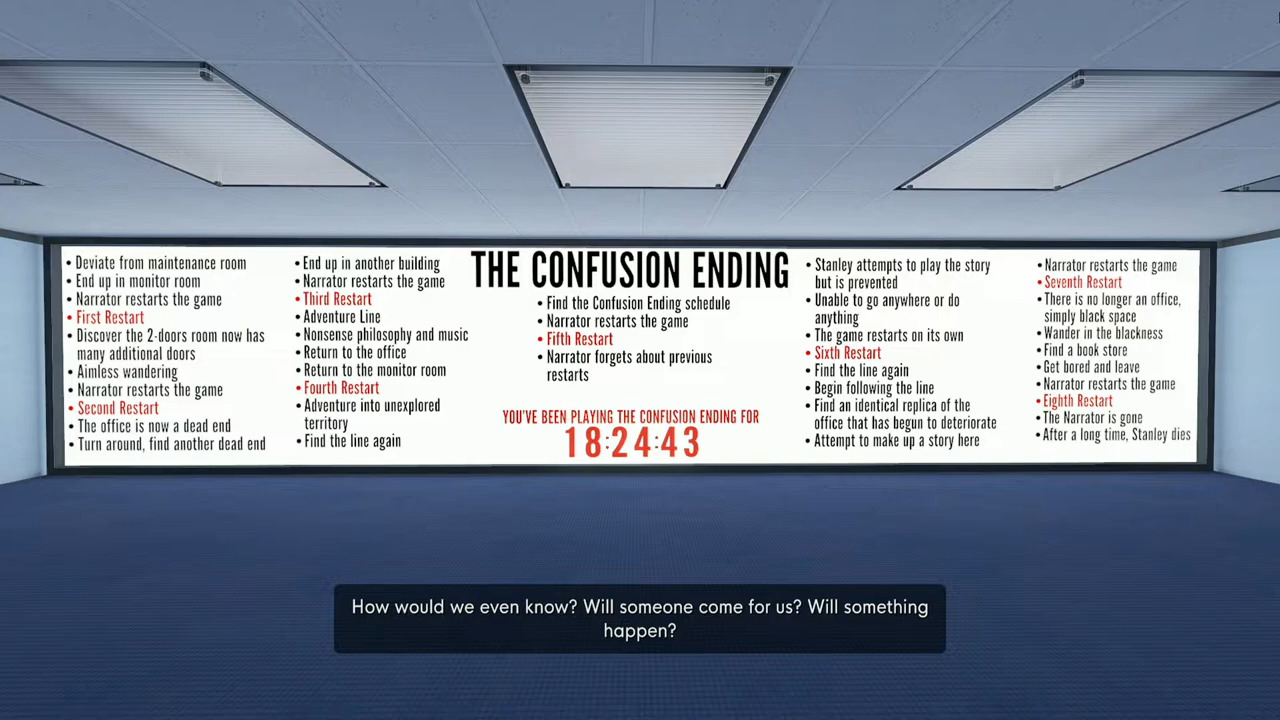 • Deviate from maintenance room
• End up in monitor room
• Narrator restarts the game
• First Restart
• Discover the 2-doors room now has
many additional doors
• Aimless wandering
• Narrator restarts the game
• Second Restart
• The office is now a dead end
• Turn around, find another dead end
• End up in another building
• Narrator restarts the game
• Third Restart
• Adventure Line
• Nonsense philosophy and music
• Return to the office
• Return to the monitor room
• Fourth Restart
• Adventure into unexplored
territory
• Find the line again
THE CONFUSION ENDING
• Find the Confusion Ending schedule
• Narrator restarts the game
• Fifth Restart
• Narrator forgets about previous
restarts
YOU'VE BEEN PLAYING THE CONFUSION ENDING FOR
18:24:43
• Stanley attempts to play the story
but is prevented
• Unable to go anywhere or do
anything
• The game restarts on its own
• Sixth Restart
• Find the line again
• Begin following the line
• Find an identical replica of the
office that has begun to deteriorate
• Attempt to make up a story here
• Narrator restarts the game
• Seventh Restart
• There is no longer an office,
simply black space
• Wander in the blackness
• Find a book store
• Get bored and leave
• Narrator restarts the game
• Eighth Restart
• The Narrator is gone
• After a long time, Stanley dies
How would we even know? Will someone come for us? Will something
happen?